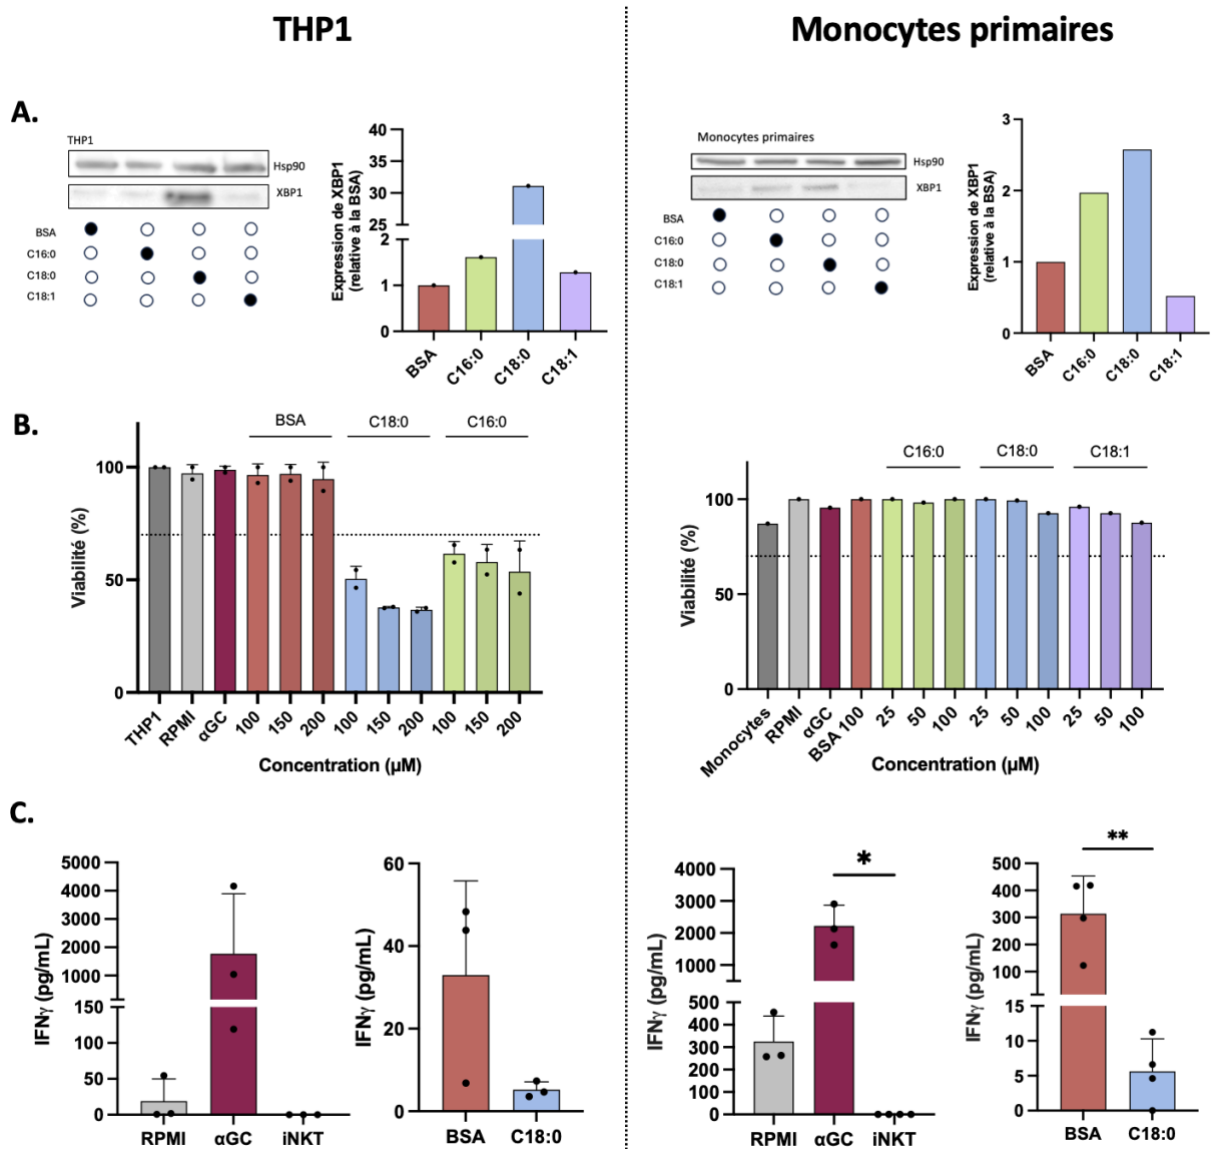 THP1
Monocytes primaires
A.
THP1
Hsp90
XBP1
BSA
C16:0
C18:0
C18:1
Expression de XBP1
(relative à la BSA)
40
35
30
25
2
1
0
BSA
C16:0
C18:0
C18:1
Monocytes primaires
Hsp90
XBP1
BSA
C16:0
C18:0
C18:1
Expression de XBP1
(relative à la BSA)
3
2
1
0
BSA
C16:0
C18:0
C18:1
B.
BSA
C18:0
C16:0
Viabilité (%)
100
50
0
THP1
RPMI
αGC
100
150
200
100
150
200
100
150
200
Concentration (µM)
C16:0
C18:0
C18:1
Viabilité (%)
100
50
0
Monocytes
RPMI
αGC
BSA 100
25
50
100
25
50
100
25
50
100
Concentration (µM)
C.
IFNγ (pg/mL)
5000
4000
3000
2000
1000
150
100
50
0
RPMI
αGC
iNKT
IFNγ (pg/mL)
60
40
20
0
BSA
C18:0
*
IFNγ (pg/mL)
4000
3000
2000
1000
500
400
300
200
100
0
RPMI
αGC
iNKT
**
IFNγ (pg/mL)
500
400
300
200
100
15
10
5
0
BSA
C18:0